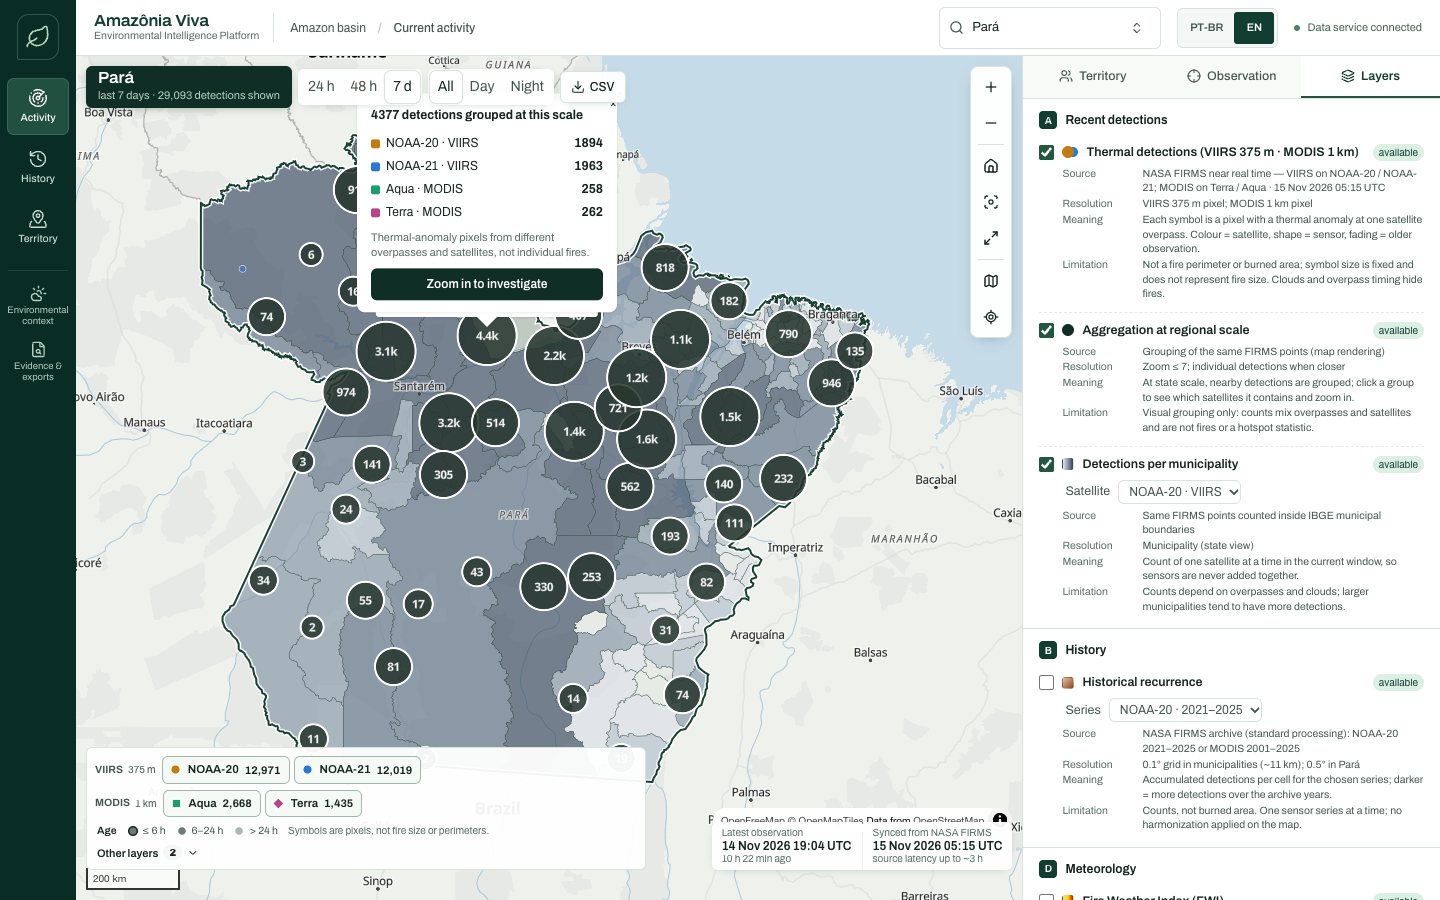 Amazônia Viva
Environmental Intelligence Platform
Amazon basin / Current activity
Pará
PT-BR
EN
Data service connected
Activity
History
Territory
Environmental
context
Evidence &
exports
Pará
last 7 days · 29,093 detections shown
24 h
48 h
7 d
All
Day
Night
CSV
4377 detections grouped at this scale
NOAA-20 · VIIRS 1894
NOAA-21 · VIIRS 1963
Aqua · MODIS 258
Terra · MODIS 262
Thermal-anomaly pixels from different
overpasses and satellites, not individual fires.
Zoom in to investigate
Cottica
GUIANA
Boa Vista
6
74
3.1k
4.4k
2.2k
818
182
1.1k
790
Bragança
Belém
135
946
974
Santarém
1.2k
721
3.2k
514
1.4k
1.6k
1.5k
São Luís
Manaus
Itacoatiara
3
141
305
562
140
232
Bacabal
24
PARÁ
193
111
Caxia
MARANHÃO
Imperatriz
34
55
17
43
330
253
82
2
31
Araguaína
Balsas
81
14
74
11
Palmas
Brazil
Sinop
Barreiras
VIIRS 375 m
NOAA-20 12,971
NOAA-21 12,019
MODIS 1 km
Aqua 2,668
Terra 1,435
Age
≤ 6 h
6–24 h
> 24 h
Symbols are pixels, not fire size or perimeters.
Other layers 2
200 km
OpenFreeMap © OpenMapTiles Data from OpenStreetMap
Latest observation
14 Nov 2026 19:04 UTC
10 h 22 min ago
Synced from NASA FIRMS
15 Nov 2026 05:15 UTC
source latency up to ~3 h
Territory
Observation
Layers
A Recent detections
Thermal detections (VIIRS 375 m · MODIS 1 km) available
Source NASA FIRMS near real time — VIIRS on NOAA-20 / NOAA-
21; MODIS on Terra / Aqua · 15 Nov 2026 05:15 UTC
Resolution VIIRS 375 m pixel; MODIS 1 km pixel
Meaning Each symbol is a pixel with a thermal anomaly at one satellite
overpass. Colour = satellite, shape = sensor, fading = older
observation.
Limitation Not a fire perimeter or burned area; symbol size is fixed and
does not represent fire size. Clouds and overpass timing hide
fires.
Aggregation at regional scale available
Source Grouping of the same FIRMS points (map rendering)
Resolution Zoom ≤ 7; individual detections when closer
Meaning At state scale, nearby detections are grouped; click a group
to see which satellites it contains and zoom in.
Limitation Visual grouping only: counts mix overpasses and satellites
and are not fires or a hotspot statistic.
Detections per municipality available
Satellite NOAA-20 · VIIRS
Source Same FIRMS points counted inside IBGE municipal
boundaries
Resolution Municipality (state view)
Meaning Count of one satellite at a time in the current window, so
sensors are never added together.
Limitation Counts depend on overpasses and clouds; larger
municipalities tend to have more detections.
B History
Historical recurrence available
Series NOAA-20 · 2021–2025
Source NASA FIRMS archive (standard processing): NOAA-20
2021–2025 or MODIS 2001–2025
Resolution 0.1° grid in municipalities (~11 km); 0.5° in Pará
Meaning Accumulated detections per cell for the chosen series; darker
= more detections over the archive years.
Limitation Counts, not burned area. One sensor series at a time; no
harmonization applied on the map.
D Meteorology
Fire Weather Index (FWI) available